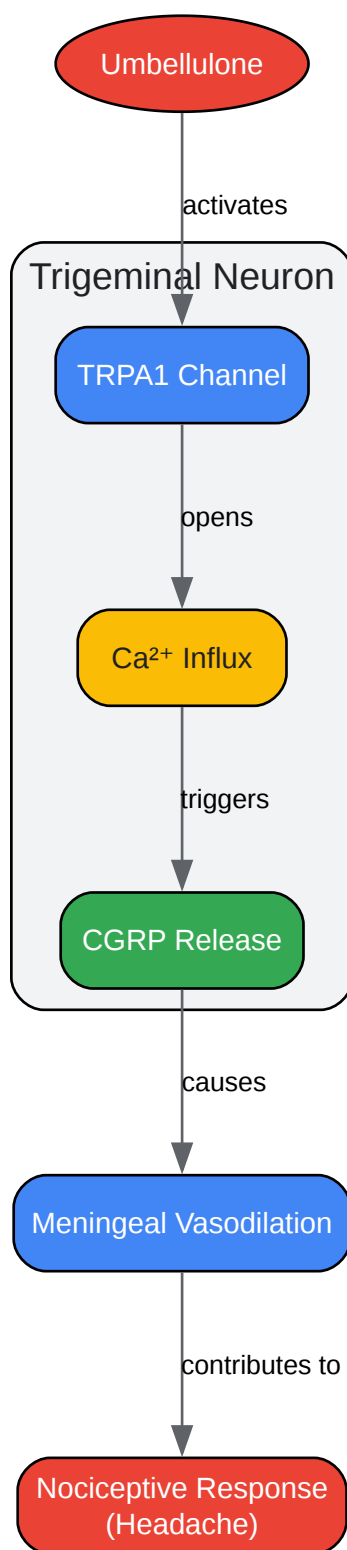 Umbellulone
activates
Trigeminal Neuron
TRPA1 Channel
opens
Ca²⁺ Influx
triggers
CGRP Release
causes
Meningeal Vasodilation
contributes to
Nociceptive Response
(Headache)